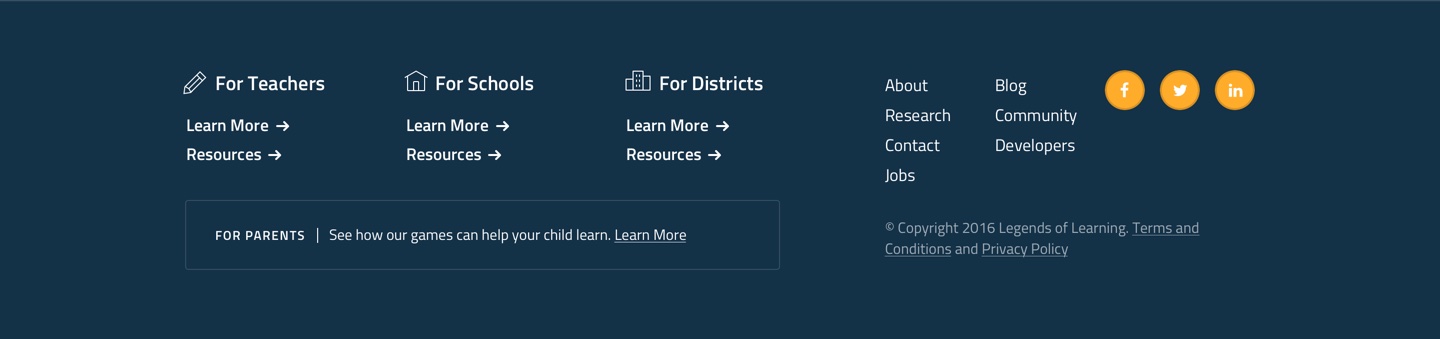 For Teachers
Learn More →
Resources →
For Schools
Learn More →
Resources →
For Districts
Learn More →
Resources →
FOR PARENTS | See how our games can help your child learn. Learn More
About
Research
Contact
Jobs
Blog
Community
Developers
f
in
© Copyright 2016 Legends of Learning. Terms and
Conditions and Privacy Policy